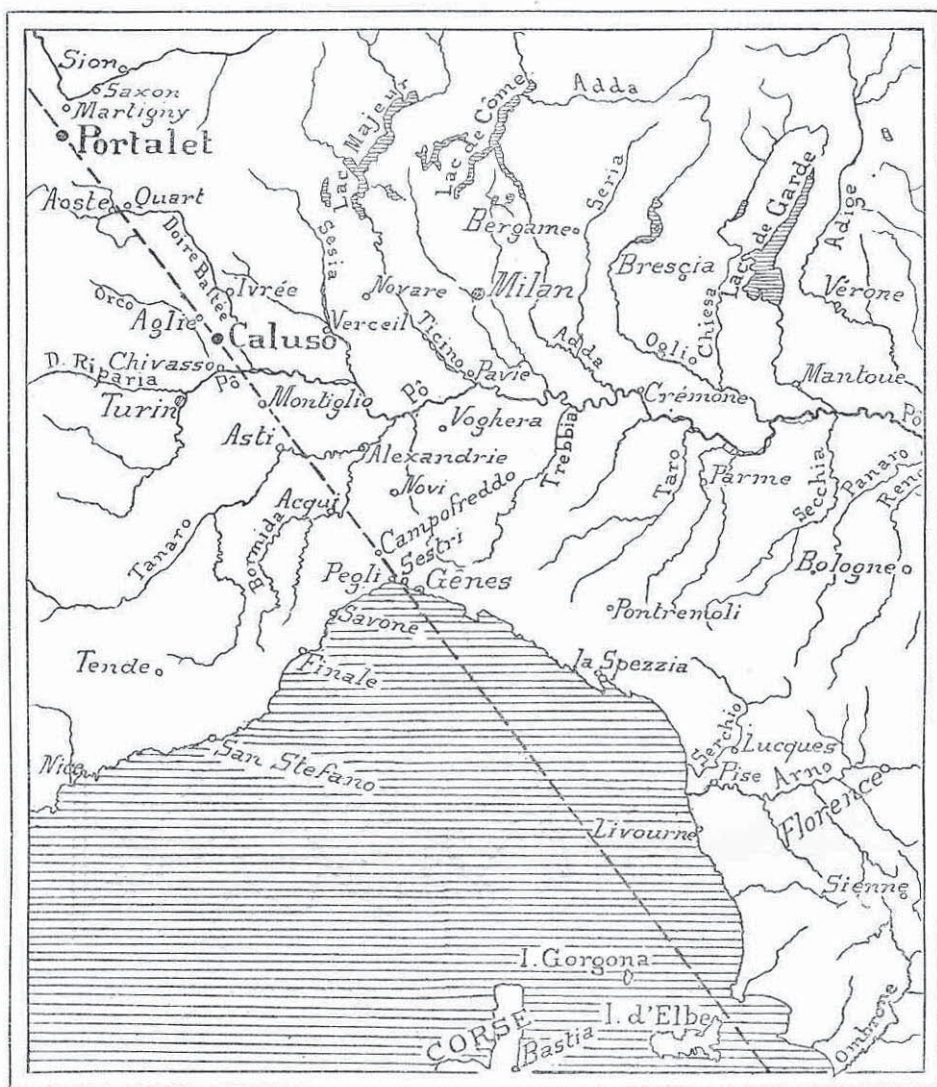 Sion
Saxon
Martigny
Portalet
Aoste
Quart
Doire Baltée
Ivrée
Orco
Aglie
Caluso
Chivasso
D. Riparia
Pô
Turin
Montiglio
Asti
Lac Majeur
Sesia
Novare
Verceil
Ticino
Pavie
Pô
Lac de Côme
Adda
Bergame
Seria
Milan
Adda
Brescia
Oglio
Chiesa
Lac de Garde
Adige
Vérone
Mantoue
Crémone
Pô
Voghera
Trebbia
Alexandrie
Novi
Acqui
Campofreddo
Sestri
Pegli
Gênes
Tanaro
Bormida
Savone
Finale
Tende
San Stefano
Nice
Taro
Parme
Secchia
Panaro
Reno
Bologne
Pontremoli
la Spezzia
Serchio
Lucques
Pise
Arno
Florence
Livourne
Sienne
I. Gorgona
I. d'Elbe
CORSE
Bastia
Ombrone